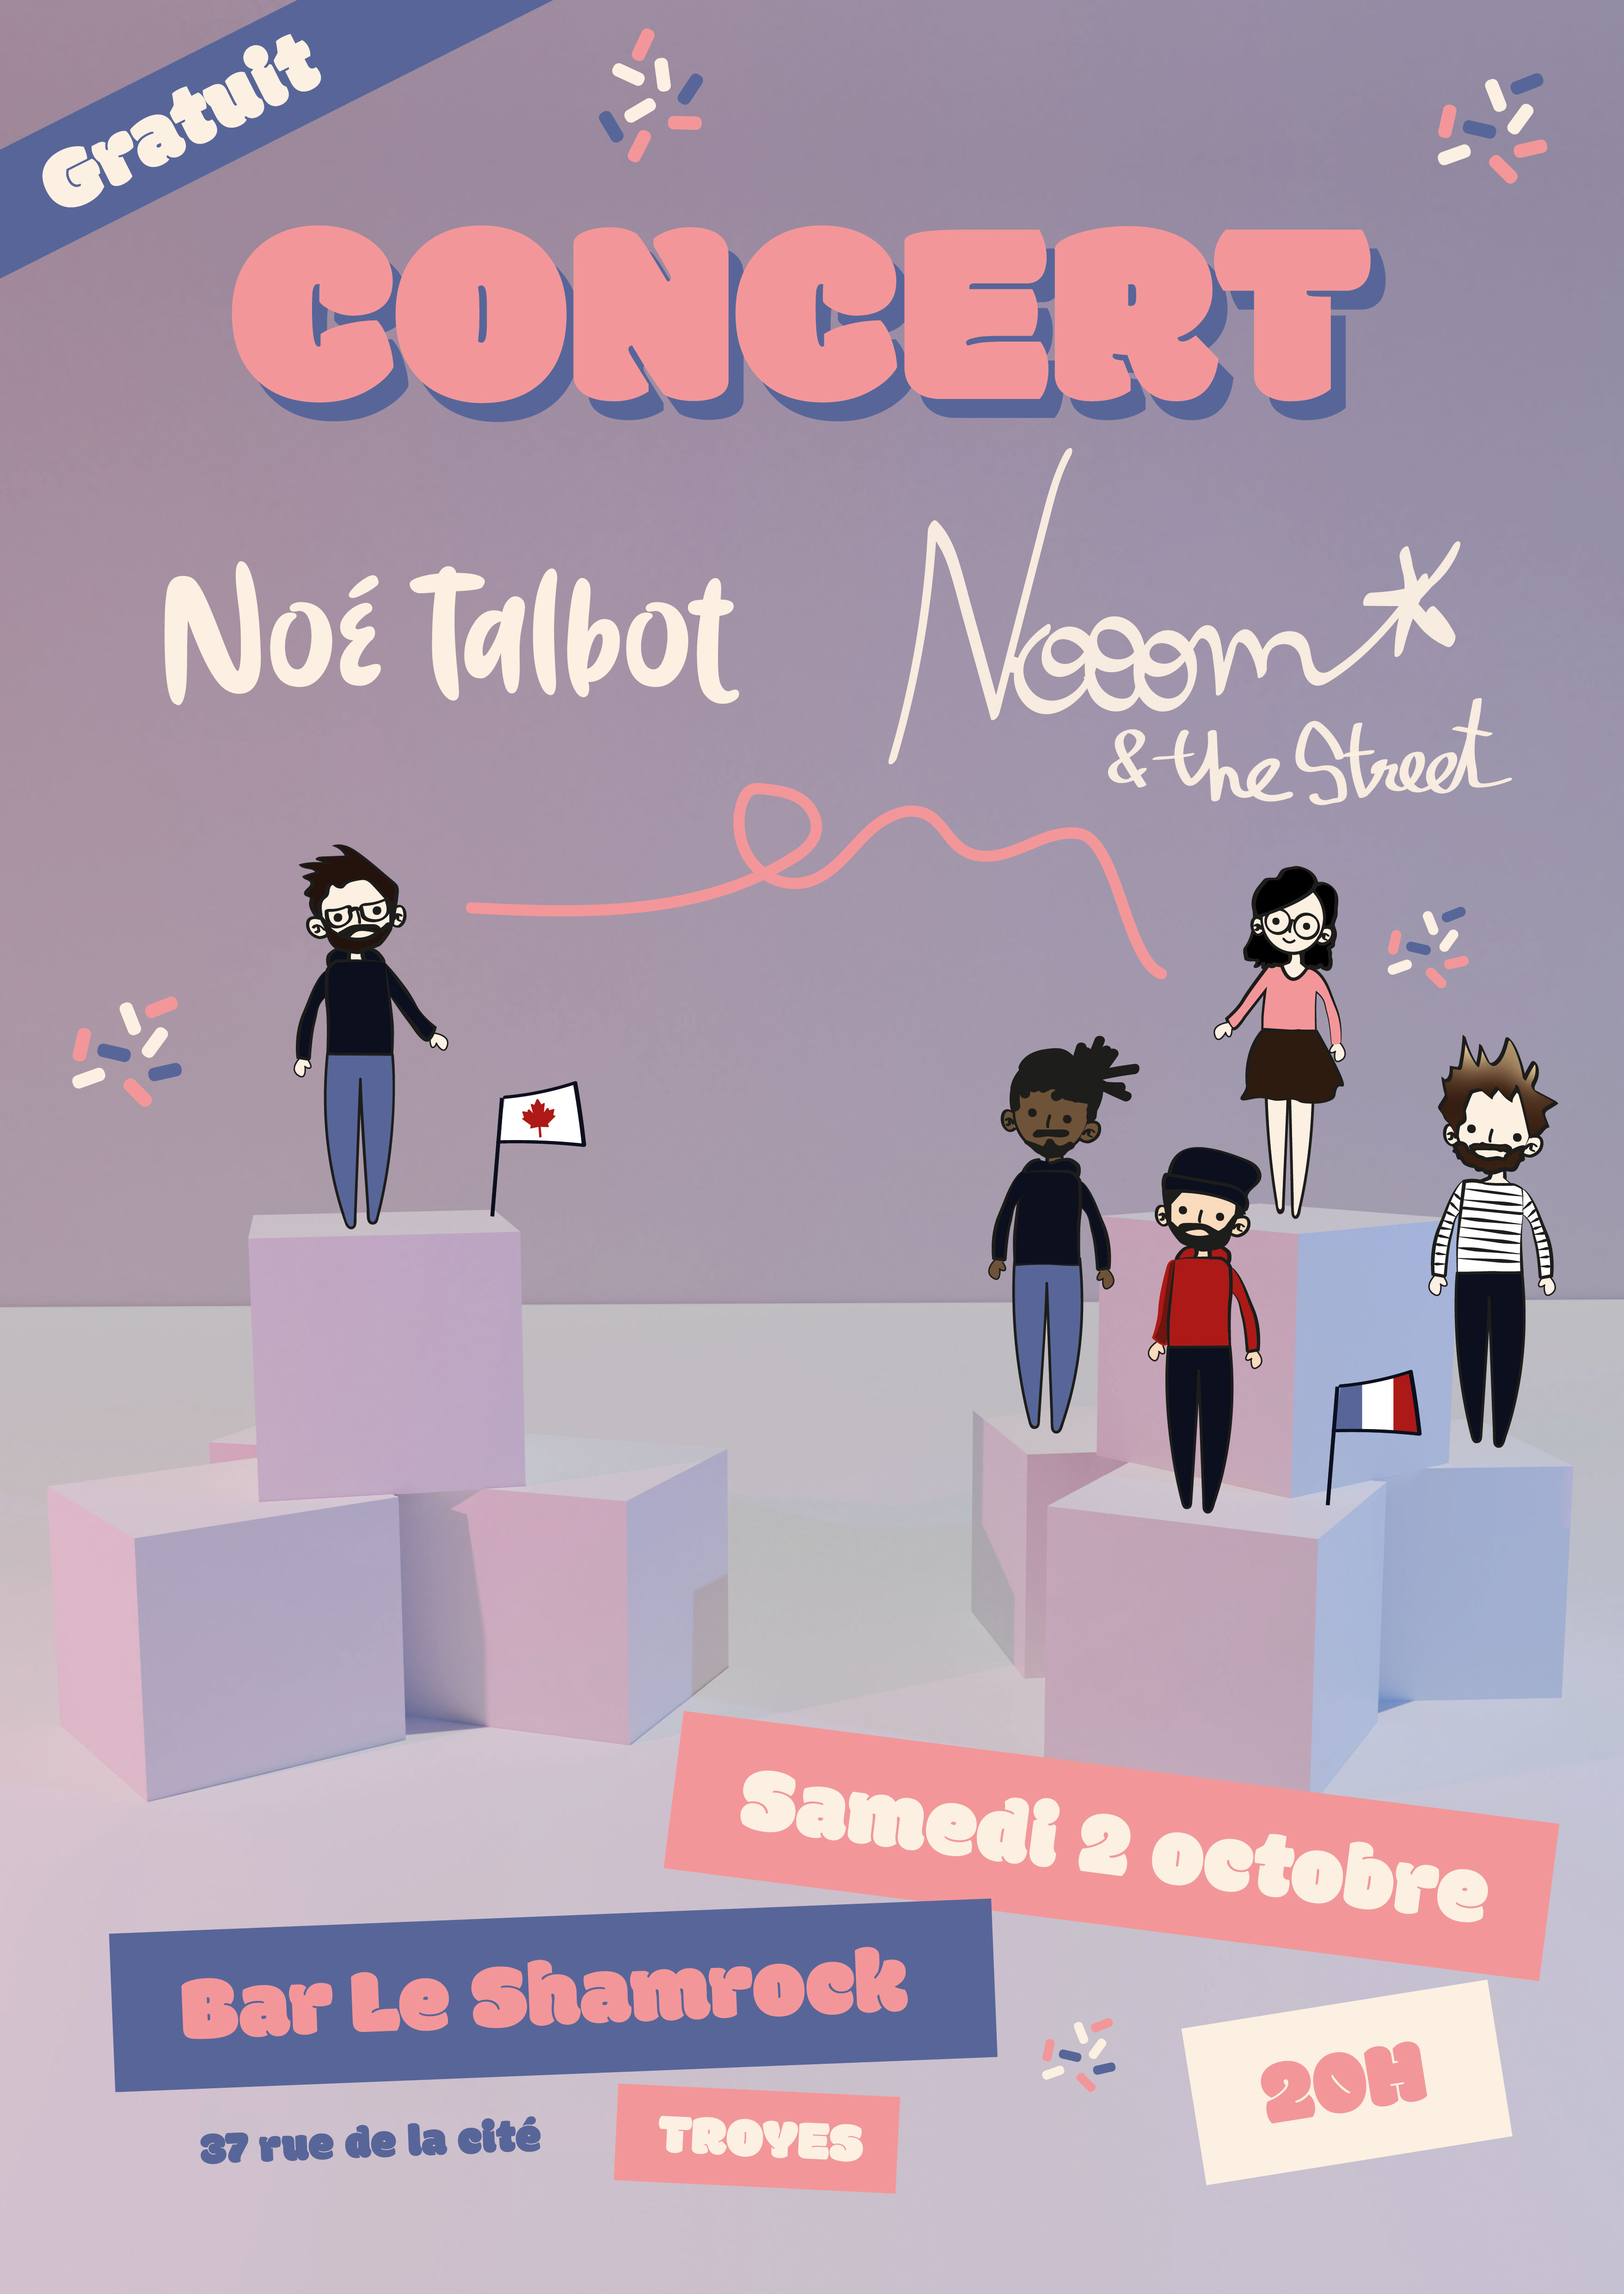 Gratuit
CONCERT
Noé Talbot
Nooom
& the Street
Samedi 2 octobre
Bar Le Shamrock
20H
37 rue de la cité
TROYES